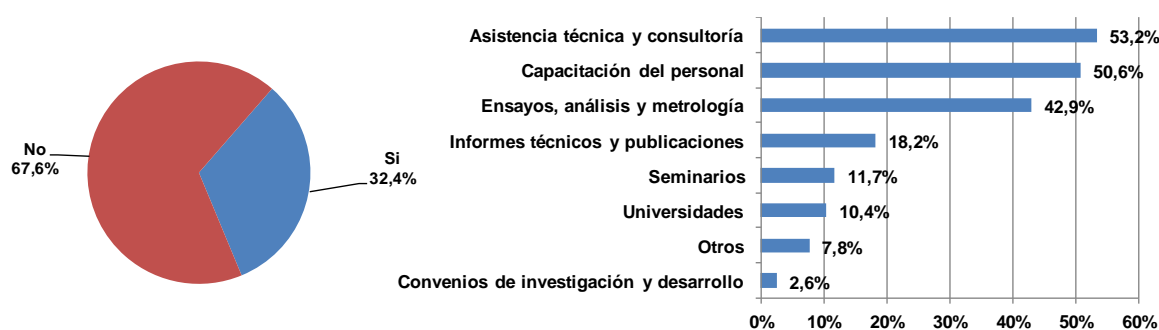 No
67,6%
Si
32,4%
Asistencia técnica y consultoría
53,2%
Capacitación del personal
50,6%
Ensayos, análisis y metrología
42,9%
Informes técnicos y publicaciones
18,2%
Seminarios
11,7%
Universidades
10,4%
Otros
7,8%
Convenios de investigación y desarrollo
2,6%
0% 10% 20% 30% 40% 50% 60%